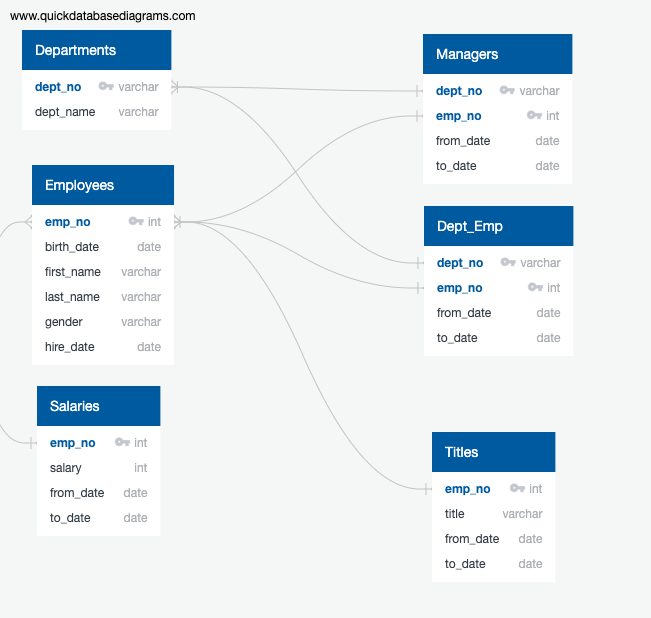 www.quickdatabasediagrams.com
Departments
dept_no varchar
dept_name varchar
Managers
dept_no varchar
emp_no int
from_date date
to_date date
Employees
emp_no int
birth_date date
first_name varchar
last_name varchar
gender varchar
hire_date date
Dept_Emp
dept_no varchar
emp_no int
from_date date
to_date date
Salaries
emp_no int
salary int
from_date date
to_date date
Titles
emp_no int
title varchar
from_date date
to_date date